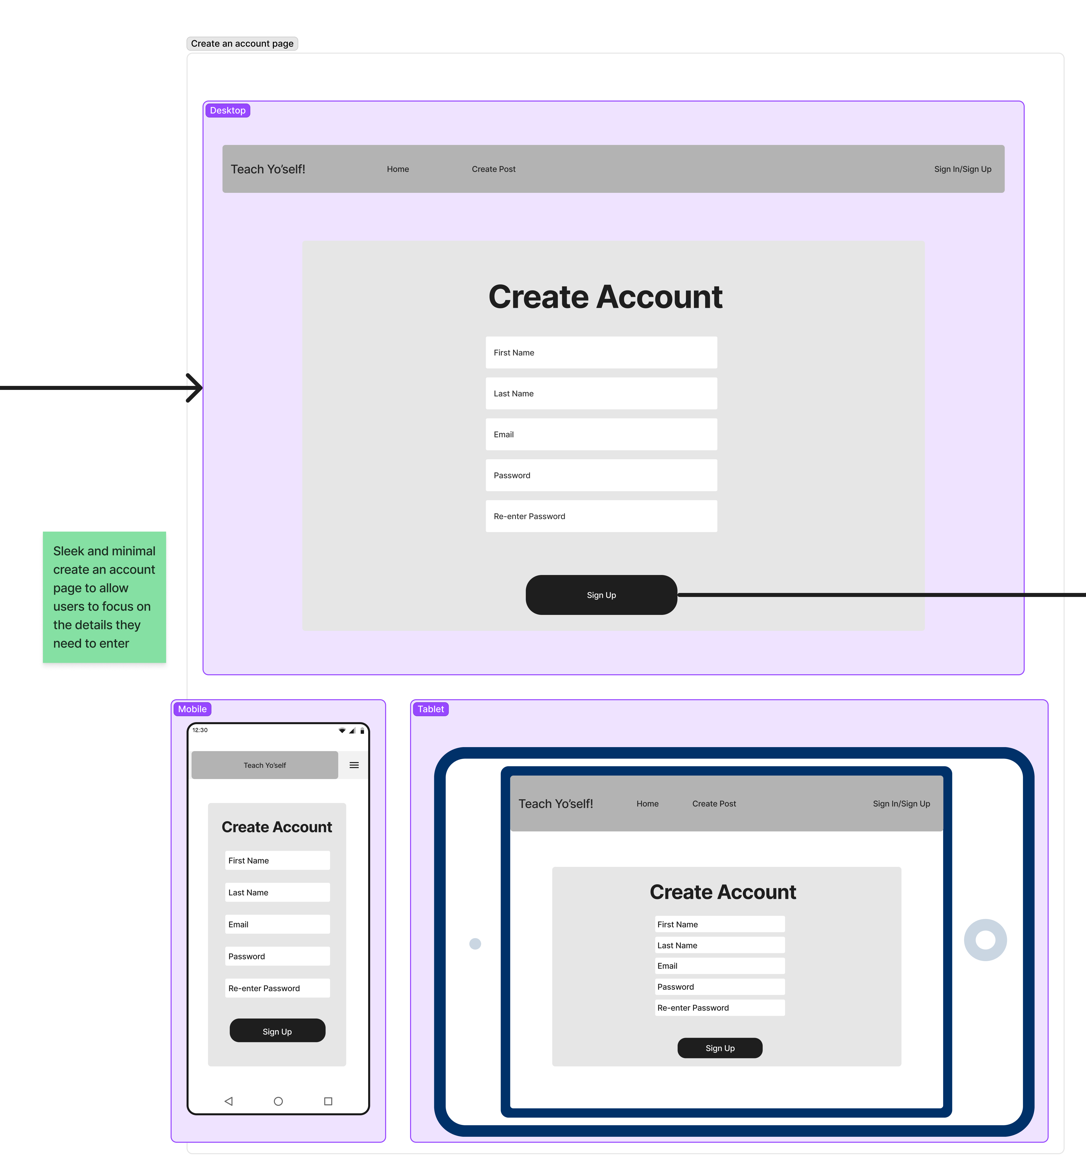 Create an account page
Desktop
Teach Yo’self!
Home
Create Post
Sign In/Sign Up
Create Account
First Name
Last Name
Email
Password
Re-enter Password
Sign Up
Sleek and minimal
create an account
page to allow
users to focus on
the details they
need to enter
Mobile
12:30
Teach Yo’self
Create Account
First Name
Last Name
Email
Password
Re-enter Password
Sign Up
Tablet
Teach Yo’self!
Home
Create Post
Sign In/Sign Up
Create Account
First Name
Last Name
Email
Password
Re-enter Password
Sign Up